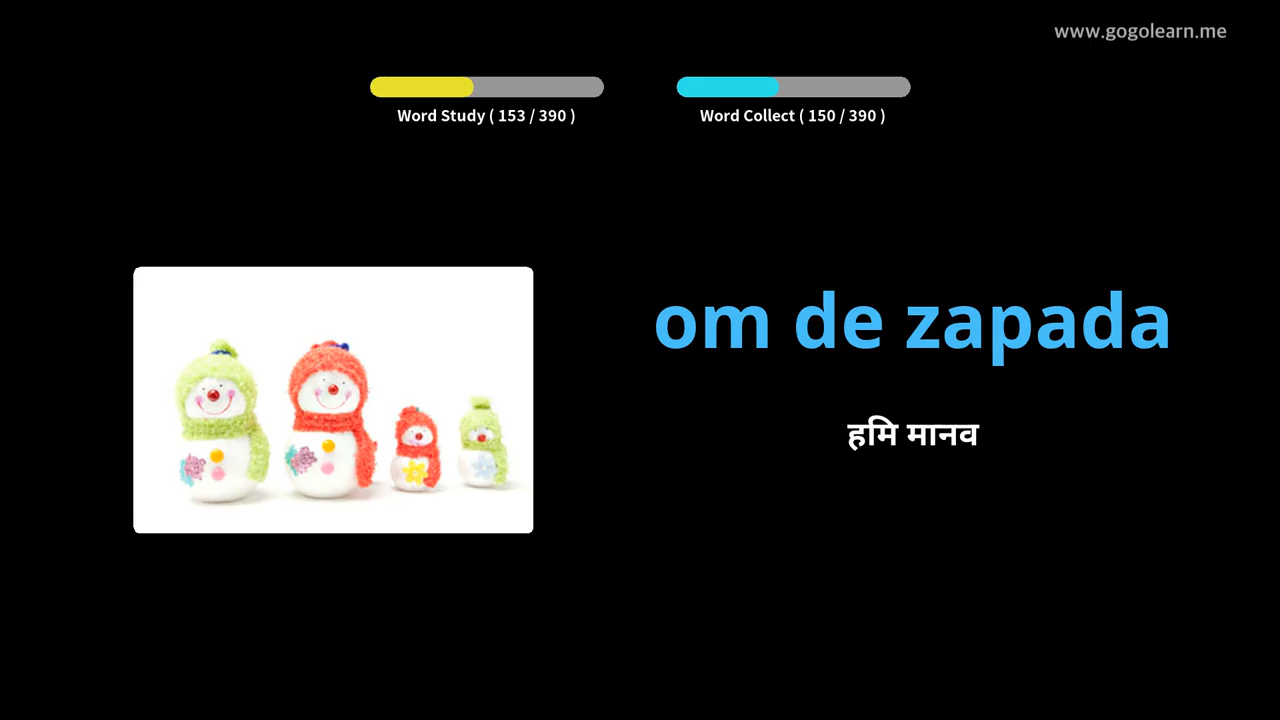 www.gogolearn.me
Word Study ( 153 / 390 )
Word Collect ( 150 / 390 )
om de zapada
हमि मानव